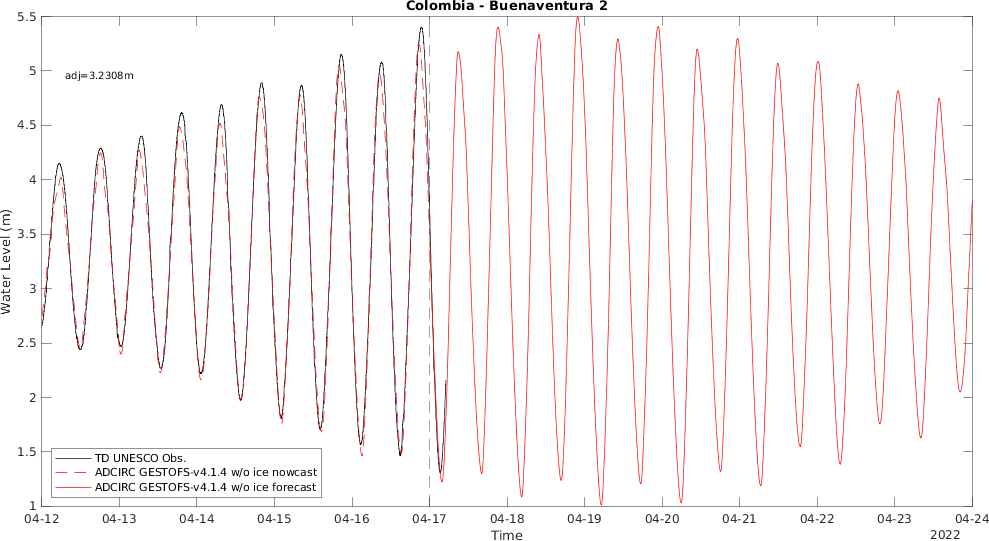 Colombia - Buenaventura 2
5.5
5
4.5
4
3.5
3
2.5
2
1.5
1
Water Level (m)
adj=3.2308m
TD UNESCO Obs.
ADCIRC GESTOFS-v4.1.4 w/o ice nowcast
ADCIRC GESTOFS-v4.1.4 w/o ice forecast
04-12 04-13 04-14 04-15 04-16 04-17 04-18 04-19 04-20 04-21 04-22 04-23 04-24
Time
2022